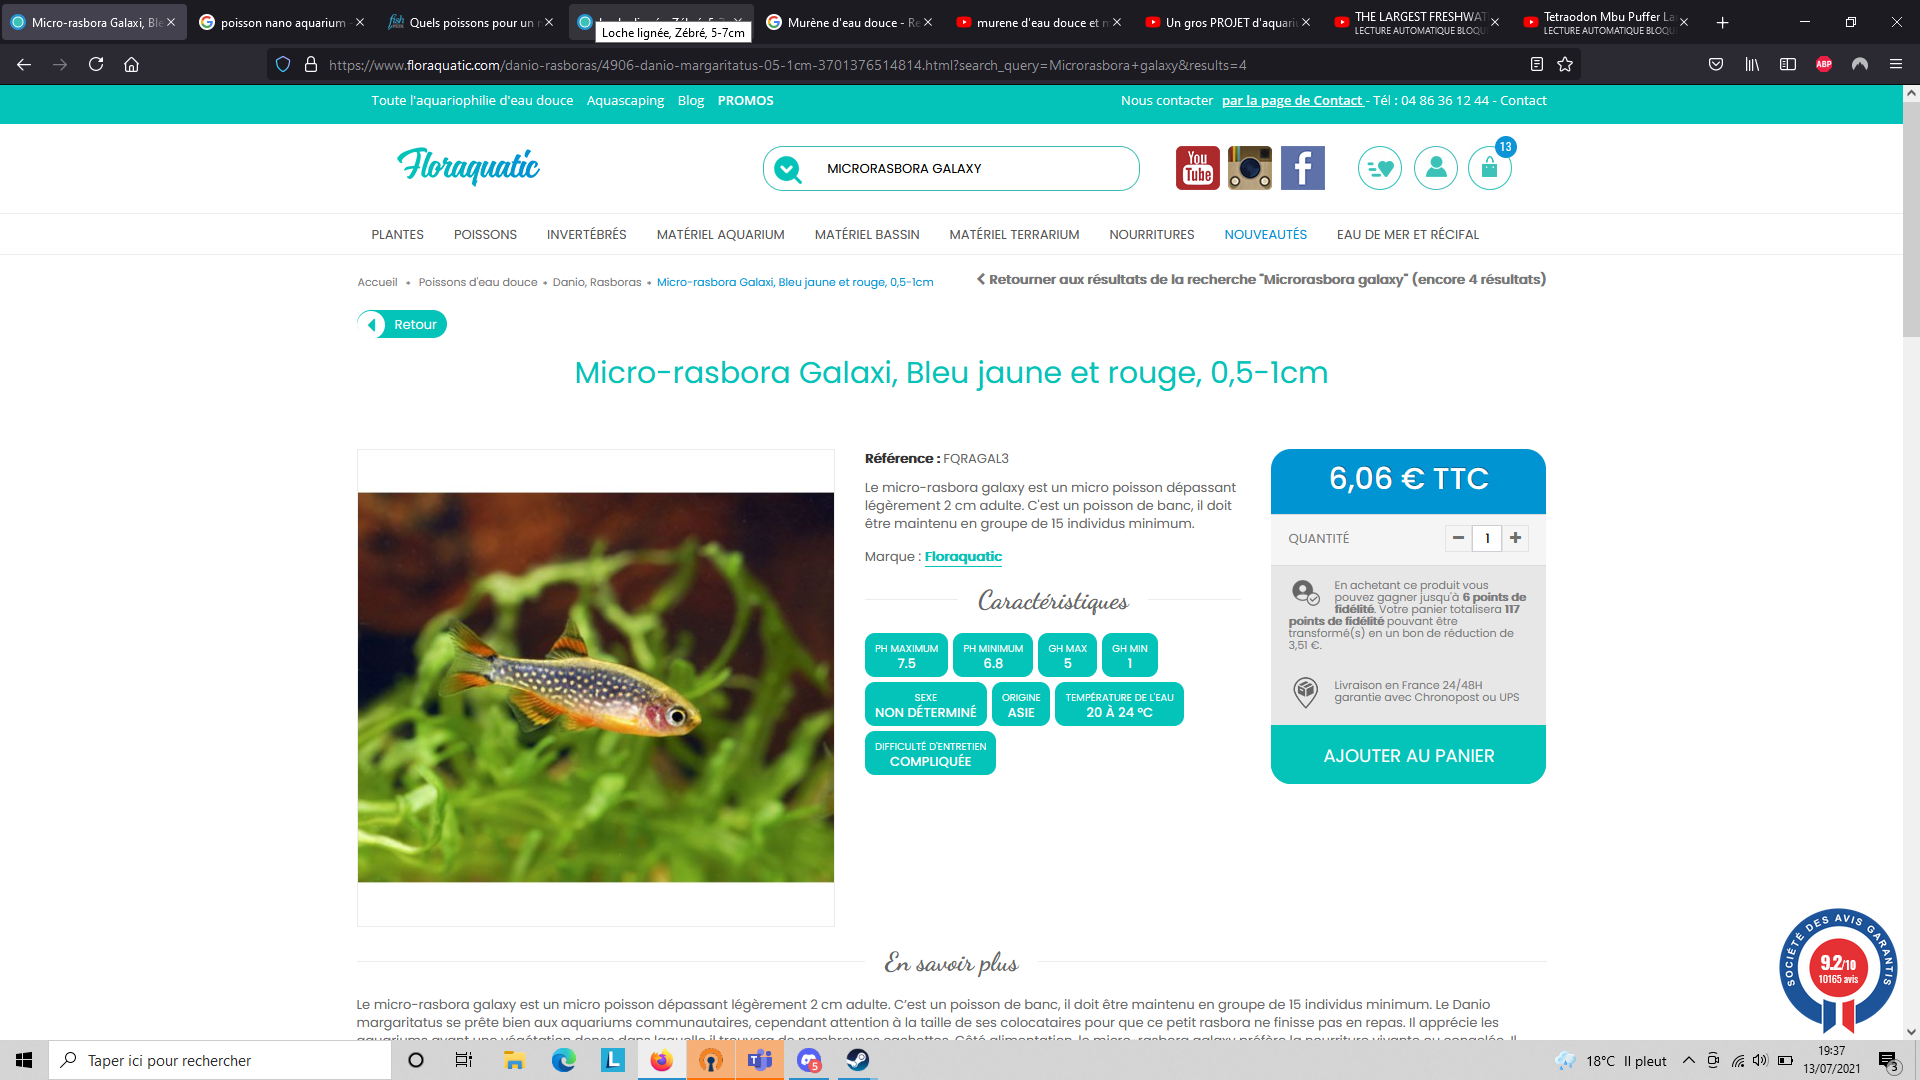 Micro-rasbora Galaxi, Ble
poisson nano aquarium -
Quels poissons pour un n
Murène d'eau douce - Re
murene d'eau douce et m
Un gros PROJET d'aquariu
THE LARGEST FRESHWAT
LECTURE AUTOMATIQUE BLOQU
Tetraodon Mbu Puffer La
LECTURE AUTOMATIQUE BLOQU
Loche lignée, Zébré, 5-7cm
https://www.floraquatic.com/danio-rasboras/4906-danio-margaritatus-05-1cm-3701376514814.html?search_query=Microrasbora+galaxy&results=4
ABP
Toute l'aquariophilie d'eau douce Aquascaping Blog PROMOS
Nous contacter par la page de Contact - Tél : 04 86 36 12 44 - Contact
Floraquatic
MICRORASBORA GALAXY
You
Tube
13
PLANTES POISSONS INVERTÉBRÉS MATÉRIEL AQUARIUM MATÉRIEL BASSIN MATÉRIEL TERRARIUM NOURRITURES NOUVEAUTÉS EAU DE MER ET RÉCIFAL
Accueil • Poissons d'eau douce • Danio, Rasboras • Micro-rasbora Galaxi, Bleu jaune et rouge, 0,5-1cm
Retourner aux résultats de la recherche "Microrasbora galaxy" (encore 4 résultats)
Retour
Micro-rasbora Galaxi, Bleu jaune et rouge, 0,5-1cm
Référence : FQRAGAL3
Le micro-rasbora galaxy est un micro poisson dépassant
légèrement 2 cm adulte. C'est un poisson de banc, il doit
être maintenu en groupe de 15 individus minimum.
Marque : Floraquatic
Caractéristiques
PH MAXIMUM
7.5
PH MINIMUM
6.8
GH MAX
5
GH MIN
1
SEXE
NON DÉTERMINÉ
ORIGINE
ASIE
TEMPÉRATURE DE L'EAU
20 À 24 °C
DIFFICULTÉ D'ENTRETIEN
COMPLIQUÉE
6,06 € TTC
QUANTITÉ
1
En achetant ce produit vous
pouvez gagner jusqu'à 6 points de
fidélité. Votre panier totalisera 117
points de fidélité pouvant être
transformé(s) en un bon de réduction de
3,51 €.
Livraison en France 24/48H
garantie avec Chronopost ou UPS
AJOUTER AU PANIER
SOCIÉTÉ DES AVIS GARANTIS
9.2/10
10165 avis
En savoir plus
Le micro-rasbora galaxy est un micro poisson dépassant légèrement 2 cm adulte. C'est un poisson de banc, il doit être maintenu en groupe de 15 individus minimum. Le Danio
margaritatus se prête bien aux aquariums communautaires, cependant attention à la taille de ses colocataires pour que ce petit rasbora ne finisse pas en repas. Il apprécie les
Taper ici pour rechercher
L
T
5
18°C Il pleut
19:37
13/07/2021
3